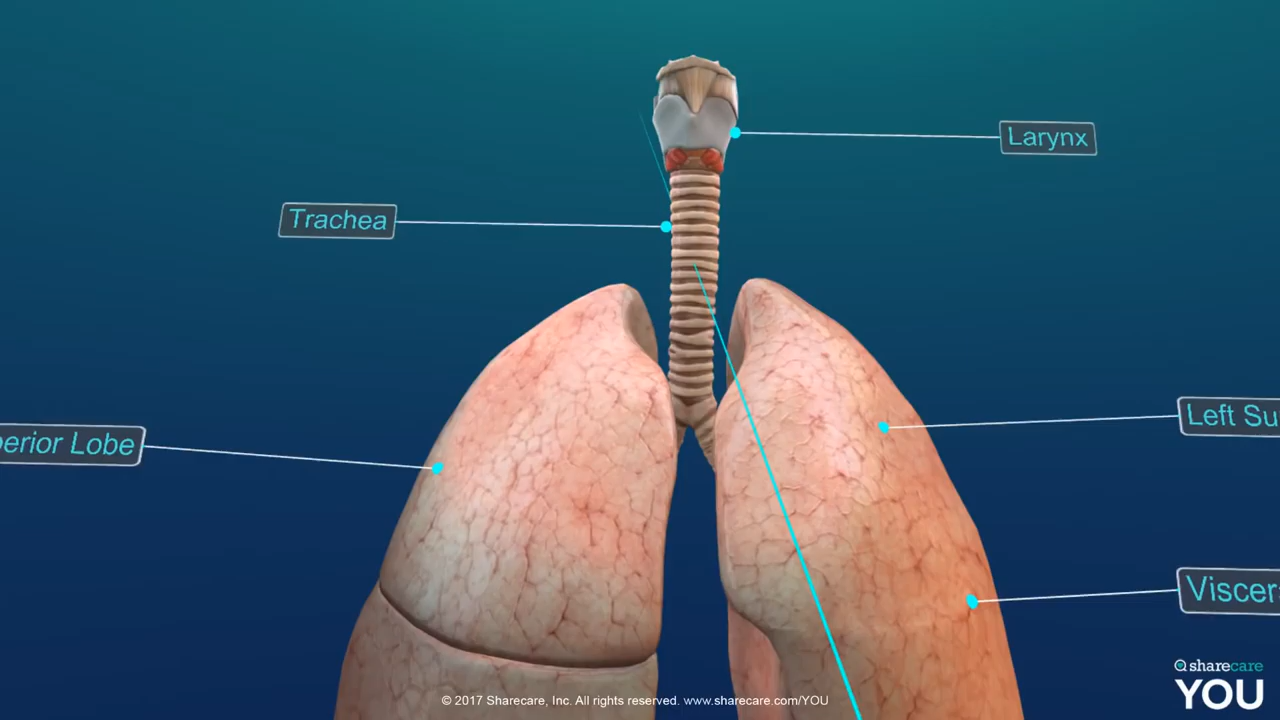 Larynx
Trachea
Left Su
perior Lobe
Viscer
sharecare
YOU
© 2017 Sharecare, Inc. All rights reserved. www.sharecare.com/YOU